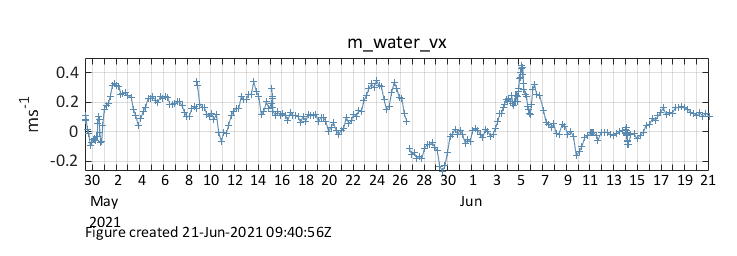 m_water_vx
ms-1
0.4
0.2
0
-0.2
30 2 4 6 8 10 12 14 16 18 20 22 24 26 28 30 1 3 5 7 9 11 13 15 17 19 21
May Jun
2021
Figure created 21-Jun-2021 09:40:56Z